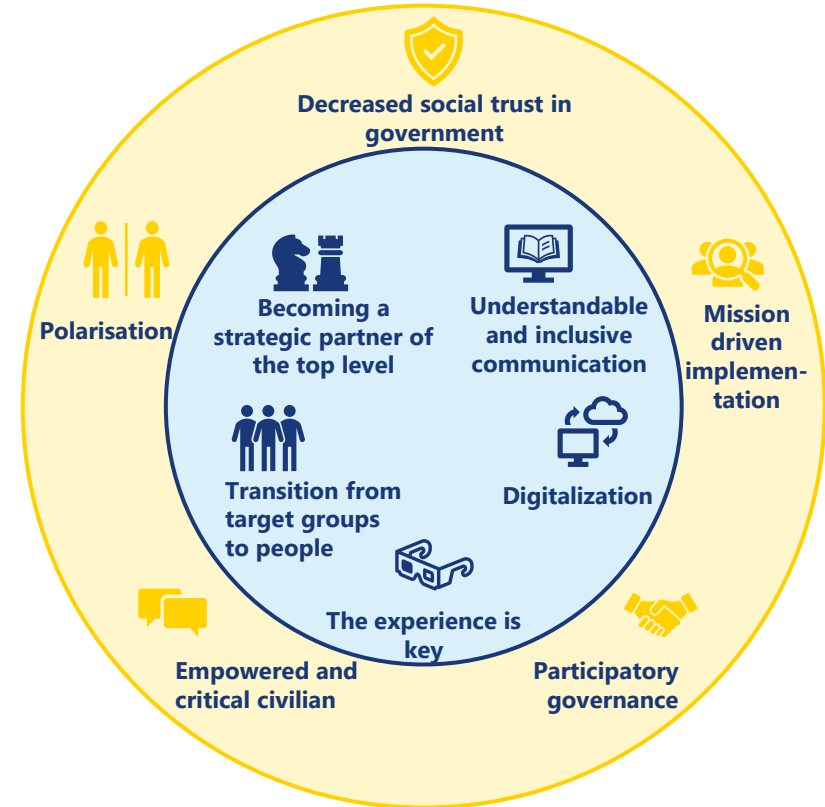 Decreased social trust in
government
Polarisation
Becoming a
strategic partner of
the top level
Understandable
and inclusive
communication
Mission
driven
implemen-
tation
Transition from
target groups
to people
Digitalization
The experience is
key
Empowered and
critical civilian
Participatory
governance